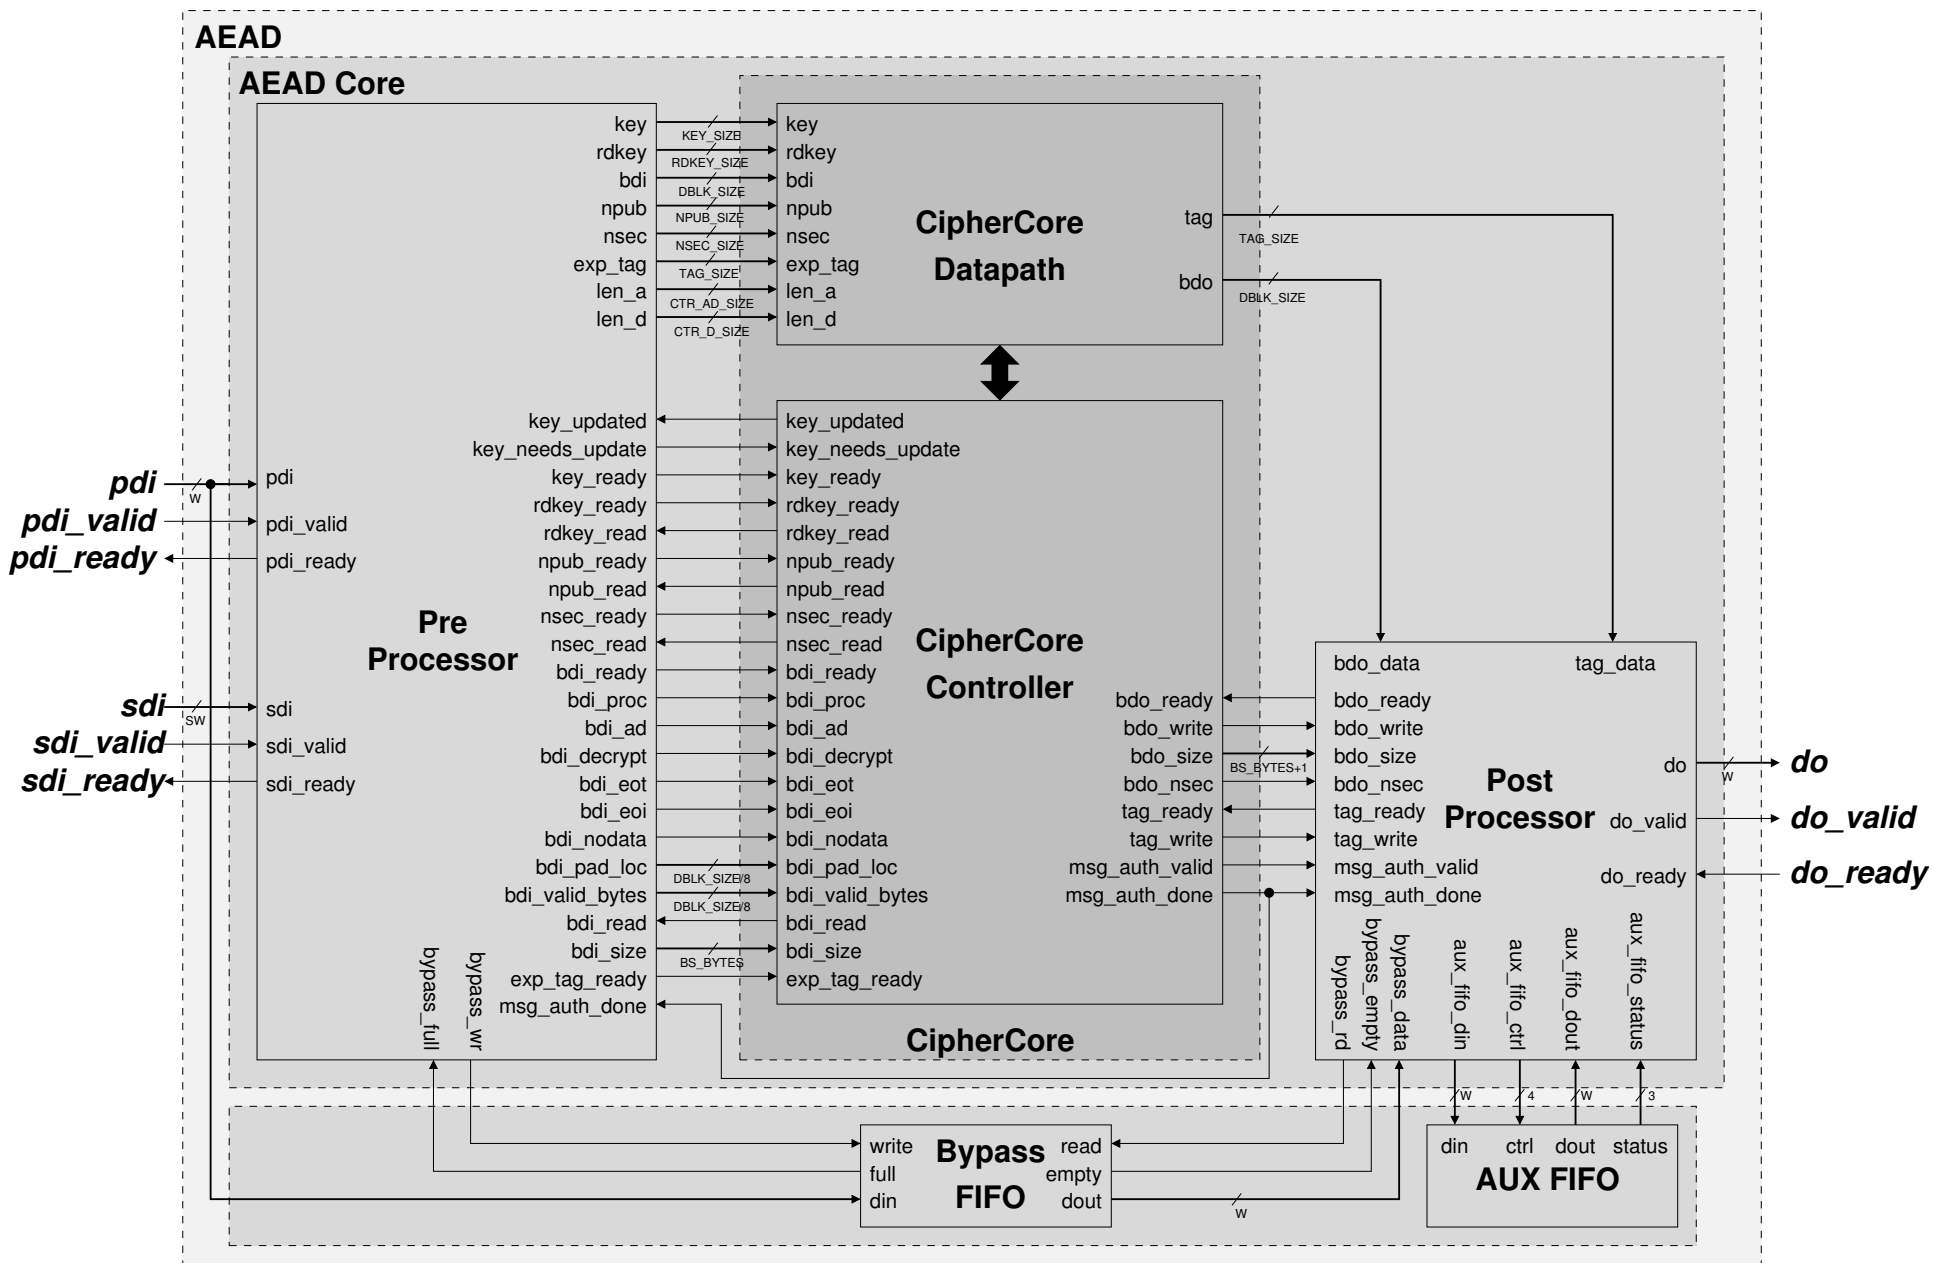 AEAD
AEAD Core
key
KEY_SIZE
key
rdkey
RDKEY_SIZE
rdkey
bdi
DBLK_SIZE
bdi
npub
NPUB_SIZE
npub
nsec
NSEC_SIZE
nsec
exp_tag
TAG_SIZE
exp_tag
len_a
CTR_AD_SIZE
len_a
len_d
CTR_D_SIZE
len_d
CipherCore
Datapath
tag
TAG_SIZE
bdo
DBLK_SIZE
pdi
w
pdi_valid
pdi_ready
sdi
sw
sdi_valid
sdi_ready
pdi
pdi_valid
pdi_ready
sdi
sdi_valid
sdi_ready
Pre
Processor
key_updated
key_needs_update
key_ready
rdkey_ready
rdkey_read
npub_ready
npub_read
nsec_ready
nsec_read
bdi_ready
bdi_proc
bdi_ad
bdi_decrypt
bdi_eot
bdi_eoi
bdi_nodata
bdi_pad_loc
bdi_valid_bytes
bdi_read
bdi_size
exp_tag_ready
msg_auth_done
bypass_full
bypass_wr
DBLK_SIZE/8
DBLK_SIZE/8
BS_BYTES
key_updated
key_needs_update
key_ready
rdkey_ready
rdkey_read
npub_ready
npub_read
nsec_ready
nsec_read
bdi_ready
bdi_proc
bdi_ad
bdi_decrypt
bdi_eot
bdi_eoi
bdi_nodata
bdi_pad_loc
bdi_valid_bytes
bdi_read
bdi_size
exp_tag_ready
CipherCore
Controller
bdo_ready
bdo_write
bdo_size
bdo_nsec
tag_ready
tag_write
msg_auth_valid
msg_auth_done
CipherCore
BS_BYTES+1
bdo_data
tag_data
bdo_ready
bdo_write
bdo_size
bdo_nsec
tag_ready
tag_write
msg_auth_valid
msg_auth_done
Post
Processor
do
do_valid
do_ready
w
do
do_valid
do_ready
bypass_rd
bypass_empty
bypass_data
aux_fifo_din
aux_fifo_ctrl
aux_fifo_dout
aux_fifo_status
w
4
w
3
write
full
din
Bypass
FIFO
read
empty
dout
w
din
ctrl
dout
status
AUX FIFO